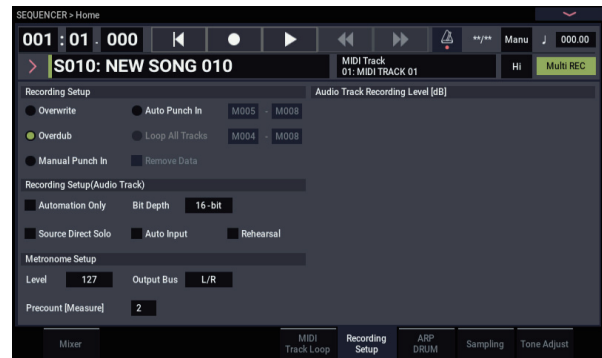 SEQUENCER > Home
001 : 01 . 000 **/** Manu ♩ 000.00
S010: NEW SONG 010 MIDI Track Hi Multi REC
01: MIDI TRACK 01
Recording Setup Audio Track Recording Level [dB]
Overwrite Auto Punch In M005 - M008
Overdub Loop All Tracks M004 - M008
Manual Punch In Remove Data
Recording Setup(Audio Track)
Automation Only Bit Depth 16-bit
Source Direct Solo Auto Input Rehearsal
Metronome Setup
Level 127 Output Bus L/R
Precount [Measure] 2
Mixer MIDI Track Loop Recording Setup ARP DRUM Sampling Tone Adjust